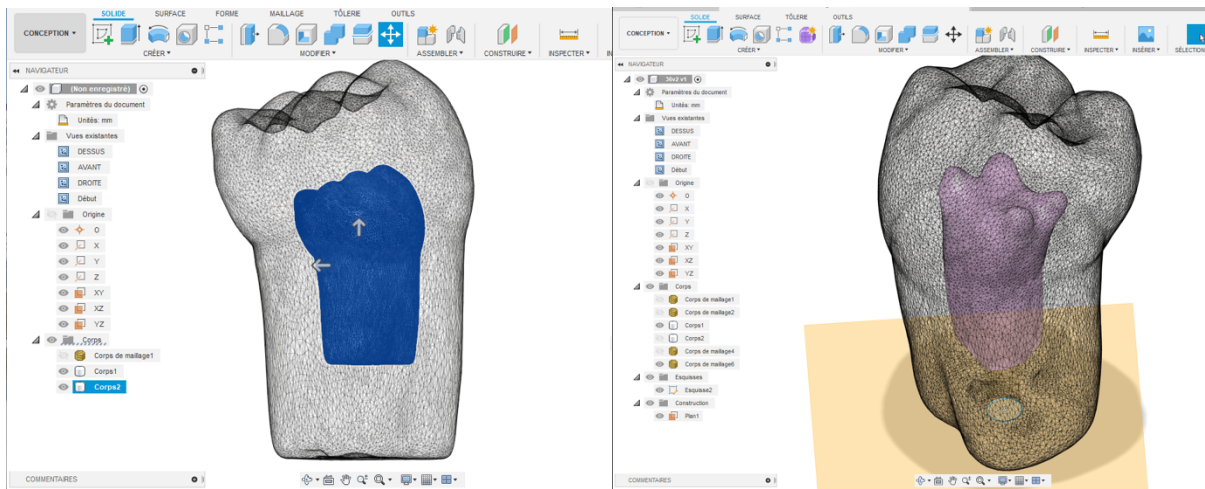 SOLIDE SURFACE FORME MAILLAGE TÔLERIE OUTILS
CONCEPTION
CRÉER MODIFIER ASSEMBLER CONSTRUIRE INSPECTER
NAVIGATEUR
(Non enregistré)
Paramètres du document
Unités: mm
Vues existantes
DESSUS
AVANT
DROITE
Début
Origine
O
X
Y
Z
XY
XZ
YZ
Corps
Corps de maillage1
Corps1
Corps2
COMMENTAIRES
SOLIDE SURFACE TÔLERIE OUTILS
CONCEPTION
CRÉER MODIFIER ASSEMBLER CONSTRUIRE INSPECTER INSÉRER SÉLECTION
NAVIGATEUR
36v2 v1
Paramètres du document
Unités: mm
Vues existantes
DESSUS
AVANT
DROITE
Début
Origine
O
X
Y
Z
XY
XZ
YZ
Corps
Corps de maillage1
Corps de maillage2
Corps1
Corps2
Corps de maillage4
Corps de maillage6
Esquisses
Esquisse2
Construction
Plan1
COMMENTAIRES